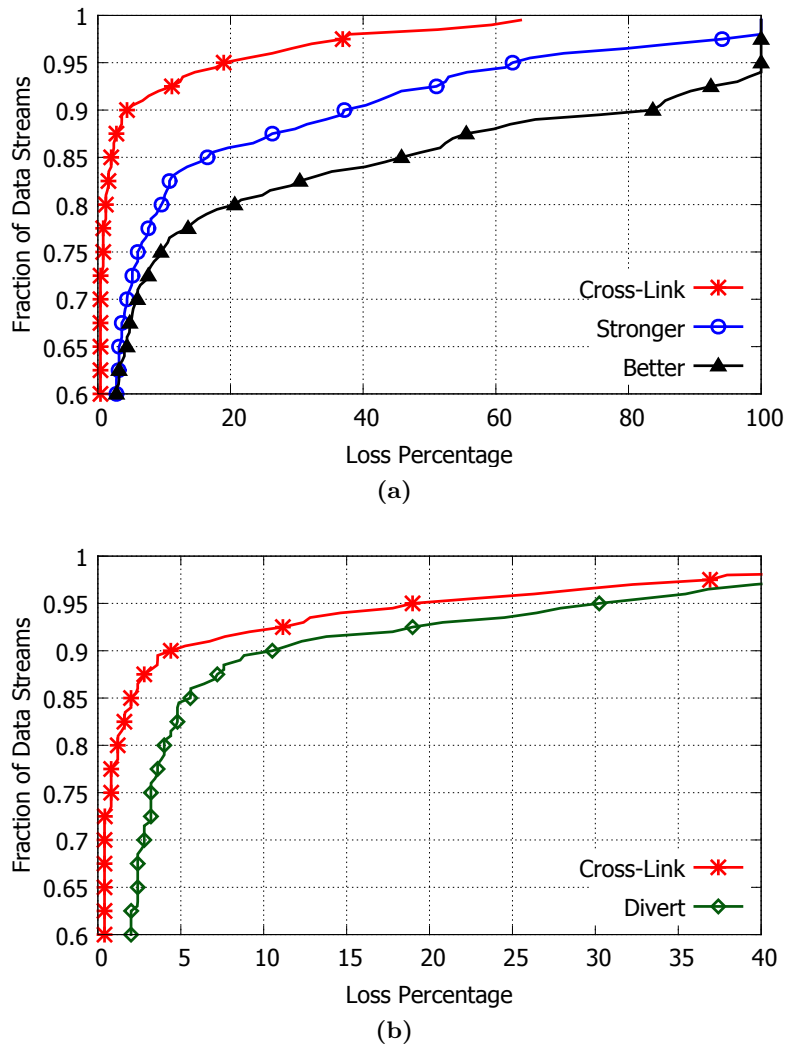 1
0.95
0.9
0.85
0.8
0.75
0.7
0.65
0.6
Fraction of Data Streams
Cross-Link
Stronger
Better
0 20 40 60 80 100
Loss Percentage
(a)
1
0.95
0.9
0.85
0.8
0.75
0.7
0.65
0.6
Fraction of Data Streams
Cross-Link
Divert
0 5 10 15 20 25 30 35 40
Loss Percentage
(b)